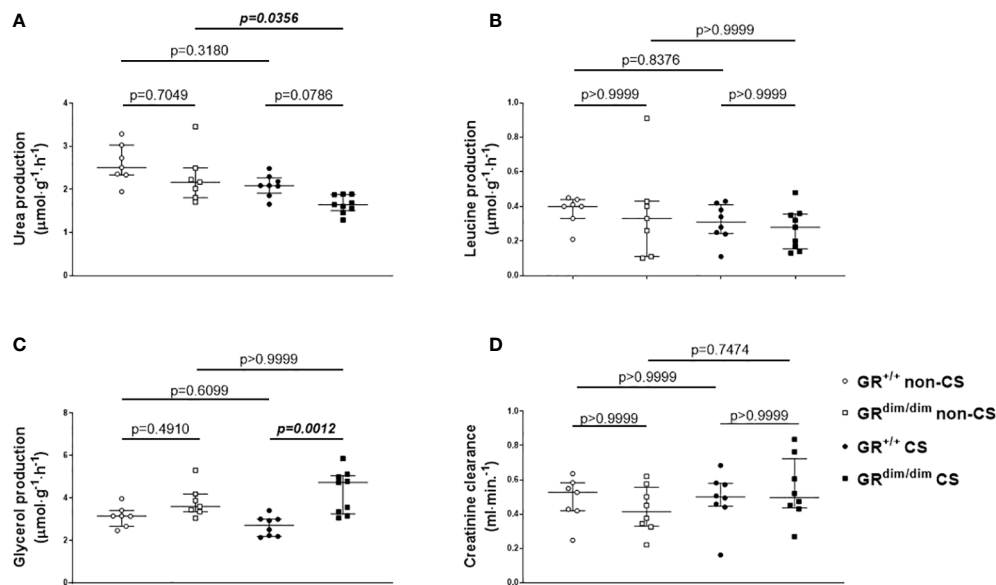 A
p=0.0356
p=0.3180
p=0.7049
p=0.0786
Urea production
(μmol·g⁻¹·h⁻¹)
4
3
2
1
0
B
p>0.9999
p=0.8376
p>0.9999
p>0.9999
Leucine production
(μmol·g⁻¹·h⁻¹)
1.0
0.8
0.6
0.4
0.2
0.0
C
p>0.9999
p=0.6099
p=0.4910
p=0.0012
Glycerol production
(μmol·g⁻¹·h⁻¹)
8
6
4
2
0
D
p=0.7474
p>0.9999
p>0.9999
p>0.9999
Creatinine clearance
(ml·min.⁻¹)
1.0
0.8
0.6
0.4
0.2
0.0
GR⁺/⁺ non-CS
GRdim/dim non-CS
GR⁺/⁺ CS
GRdim/dim CS